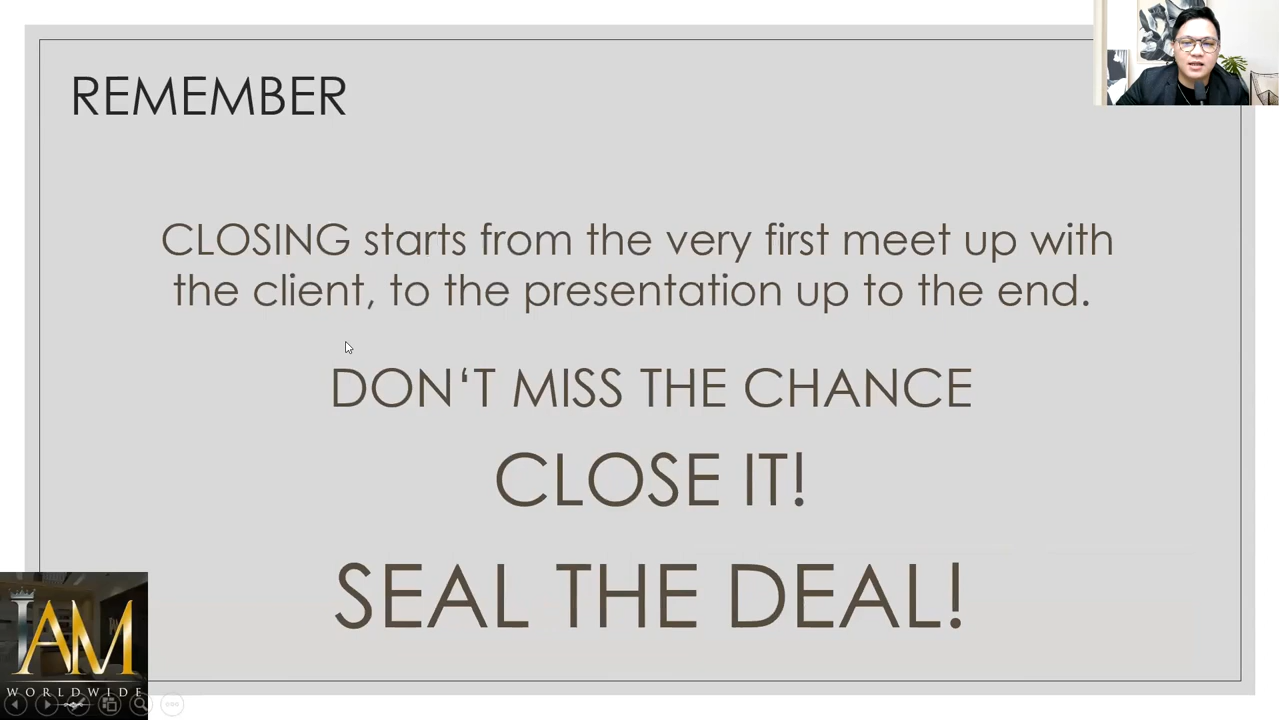 REMEMBER
CLOSING starts from the very first meet up with
the client, to the presentation up to the end.
DON‘T MISS THE CHANCE
CLOSE IT!
SEAL THE DEAL!
IAM
WORLDWIDE